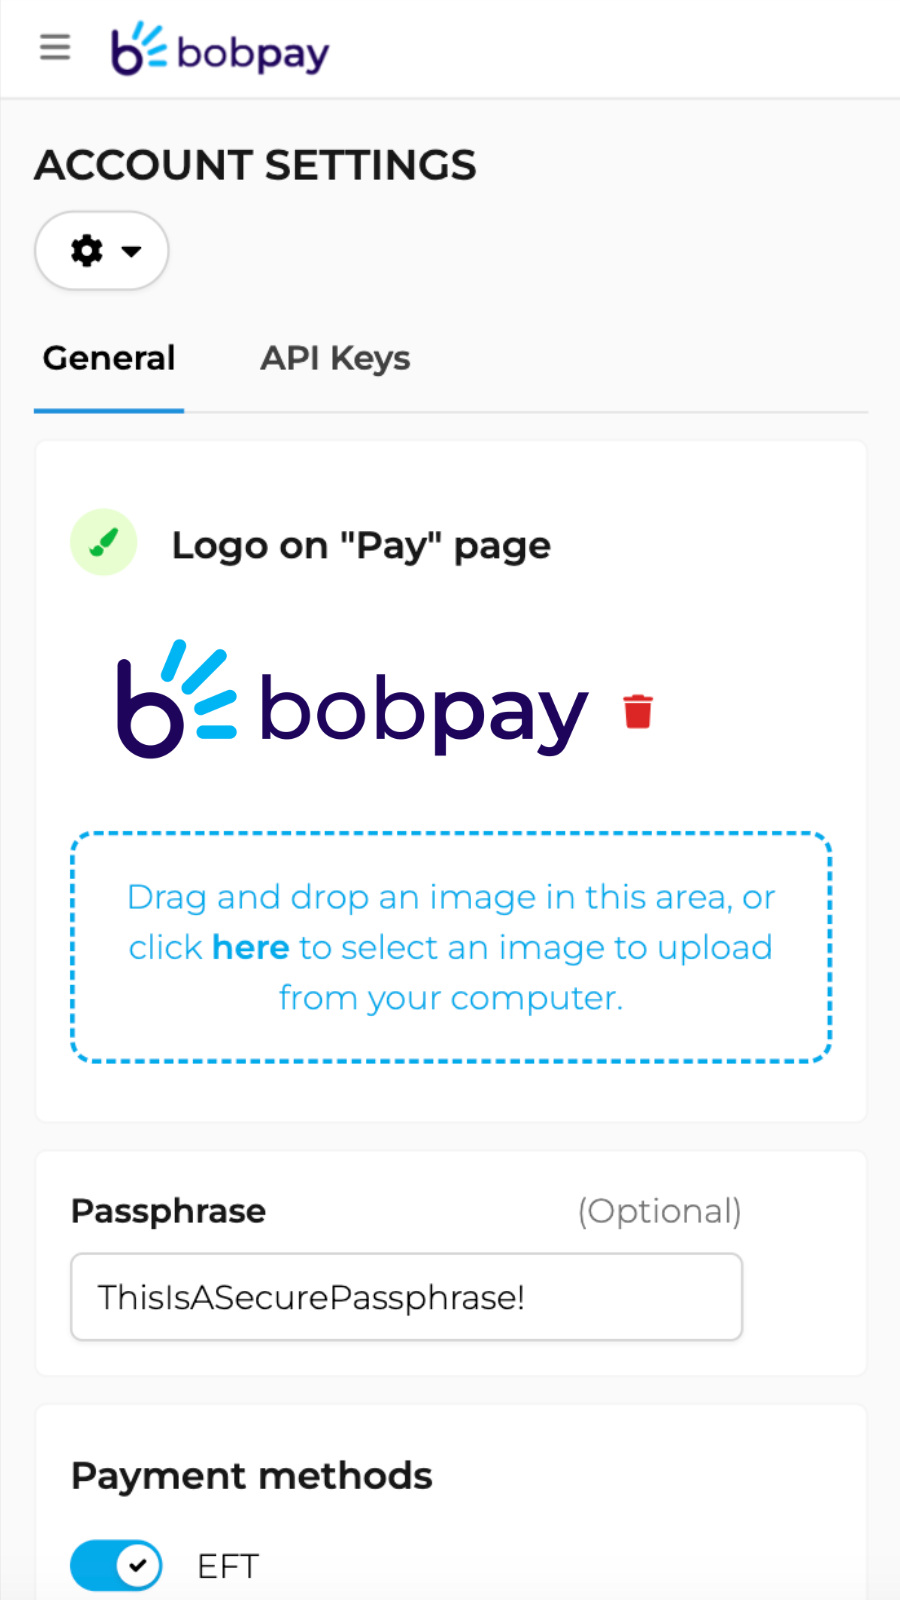 bobpay
ACCOUNT SETTINGS
General API Keys
Logo on "Pay" page
bobpay
Drag and drop an image in this area, or
click here to select an image to upload
from your computer.
Passphrase (Optional)
ThisIsASecurePassphrase!
Payment methods
EFT